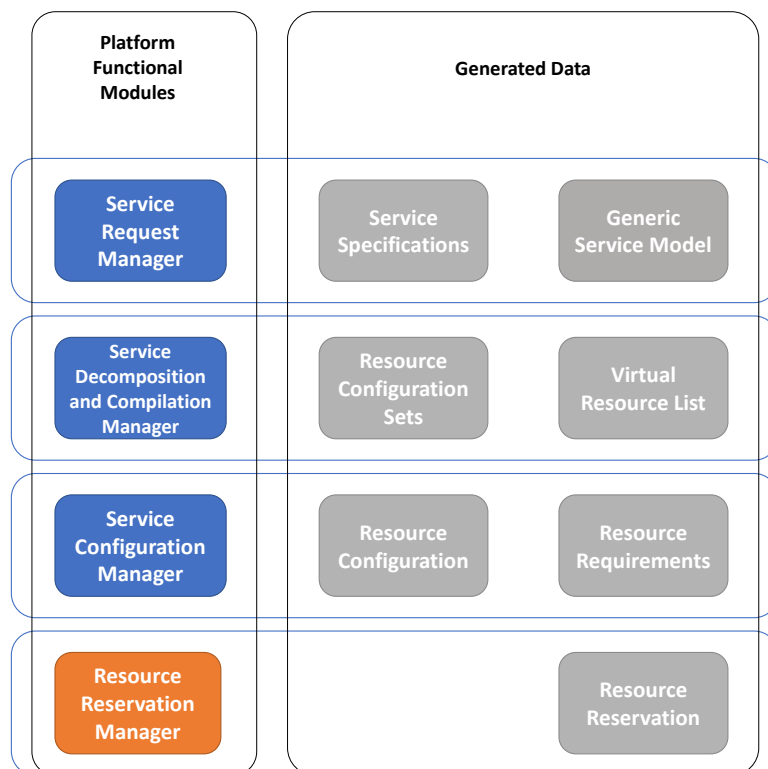 Platform
Functional
Modules
Generated Data
Service
Request
Manager
Service
Specifications
Generic
Service Model
Service
Decomposition
and Compilation
Manager
Resource
Configuration
Sets
Virtual
Resource List
Service
Configuration
Manager
Resource
Configuration
Resource
Requirements
Resource
Reservation
Manager
Resource
Reservation